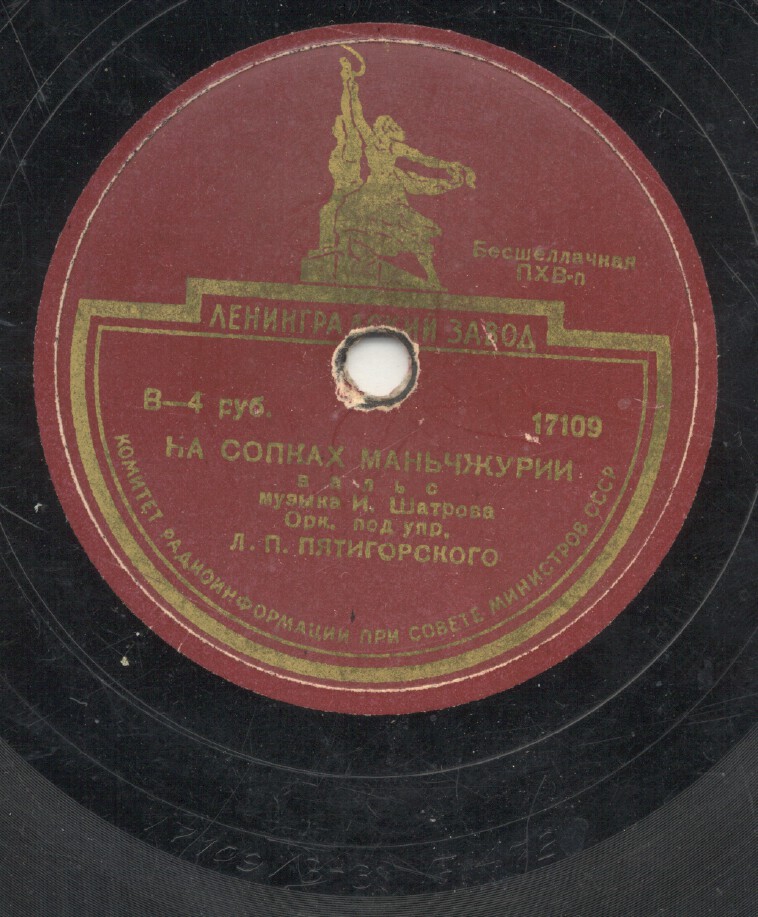 Бесшеллачная
ПХВ-п
ЛЕНИНГРАДСКИЙ ЗАВОД
В—4 руб.
17109
НА СОПКАХ МАНЬЧЖУРИИ
вальс
музыка И. Шатрова
Орк. под упр.
Л. П. ПЯТИГОРСКОГО
КОМИТЕТ РАДИОИНФОРМАЦИИ ПРИ СОВЕТЕ МИНИСТРОВ СССР